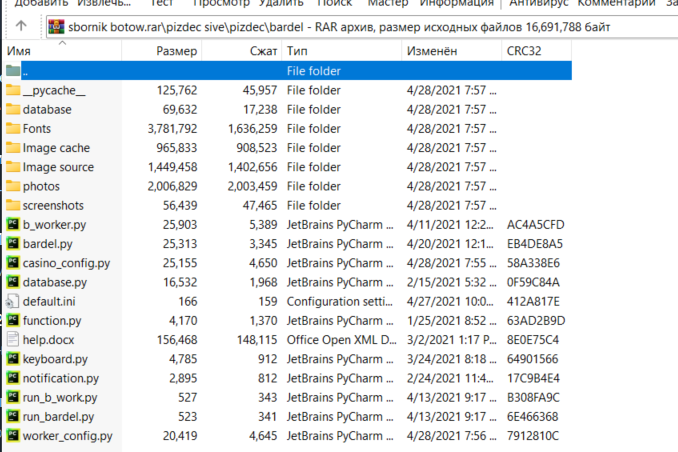 Добавить Извлечь... Тест Просмотр Удалить Поиск Мастер Информация Антивирус Комментарии
sbornik botow.rar\pizdec sive\pizdec\bardel - RAR архив, размер исходных файлов 16,691,788 байт
Имя Размер Сжат Тип Изменён CRC32
.. File folder
__pycache__ 125,762 45,957 File folder 4/28/2021 7:57 ...
database 69,632 17,238 File folder 4/28/2021 7:57 ...
Fonts 3,781,792 1,636,259 File folder 4/28/2021 7:57 ...
Image cache 965,833 908,523 File folder 4/28/2021 7:57 ...
Image source 1,449,458 1,402,656 File folder 4/28/2021 7:57 ...
photos 2,006,829 2,003,459 File folder 4/28/2021 7:57 ...
screenshots 56,439 47,465 File folder 4/28/2021 7:57 ...
b_worker.py 25,903 5,389 JetBrains PyCharm ... 4/11/2021 12:2... AC4A5CFD
bardel.py 25,313 3,345 JetBrains PyCharm ... 4/20/2021 12:1... EB4DE8A5
casino_config.py 25,155 4,650 JetBrains PyCharm ... 4/28/2021 7:55 ... 58A338E6
database.py 16,532 1,968 JetBrains PyCharm ... 2/15/2021 5:32 ... 0F59C84A
default.ini 166 159 Configuration setti... 4/27/2021 10:0... 412A817E
function.py 4,170 1,370 JetBrains PyCharm ... 1/25/2021 8:52 ... 63AD2B9D
help.docx 156,468 148,115 Office Open XML D... 3/2/2021 1:17 P... 8E0E75C4
keyboard.py 4,785 912 JetBrains PyCharm ... 3/24/2021 8:18 ... 64901566
notification.py 2,895 812 JetBrains PyCharm ... 2/24/2021 11:4... 17C9B4E4
run_b_work.py 527 343 JetBrains PyCharm ... 4/13/2021 9:17 ... B308FA9C
run_bardel.py 523 341 JetBrains PyCharm ... 4/13/2021 9:17 ... 6E466368
worker_config.py 20,419 4,645 JetBrains PyCharm ... 4/28/2021 7:56 ... 7912810C